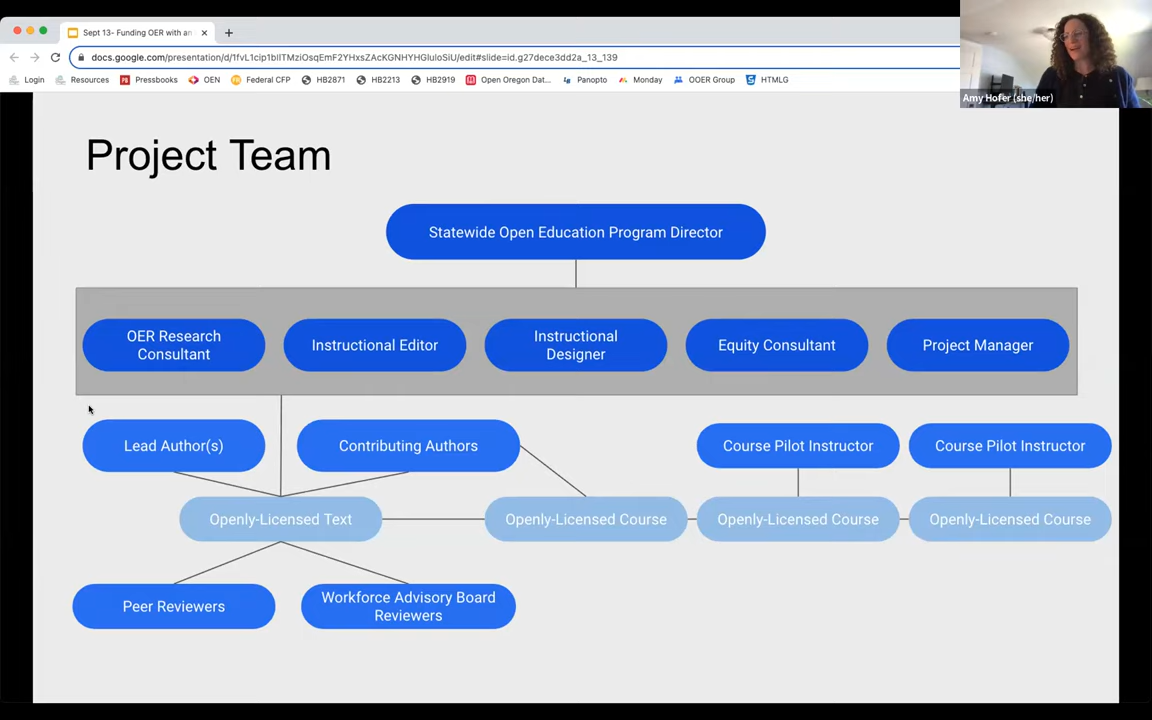 Sept 13- Funding OER with an
docs.google.com/presentation/d/1fvL1cip1bIlTMziOsqEmF2YHxsZAcKGNHYHGluloSiU/edit#slide=id.g27dece3dd2a_13_139
Login Resources Pressbooks OEN Federal CFP HB2871 HB2213 HB2919 Open Oregon Dat... Panopto Monday OOER Group HTMLG
Amy Hofer (she/her)
Project Team
Statewide Open Education Program Director
OER Research
Consultant
Instructional Editor
Instructional
Designer
Equity Consultant
Project Manager
Lead Author(s)
Contributing Authors
Course Pilot Instructor
Course Pilot Instructor
Openly-Licensed Text
Openly-Licensed Course
Openly-Licensed Course
Openly-Licensed Course
Peer Reviewers
Workforce Advisory Board
Reviewers